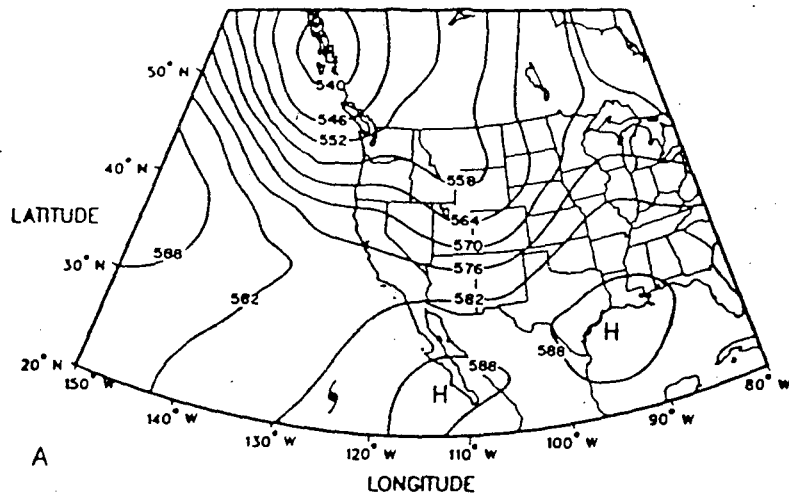 50° N
540
546
552
40° N
558
LATITUDE
564
570
588
30° N
576
582
582
H
588
20° N
588
H
150° W
80° W
140° W
90° W
130° W
120° W
110° W
100° W
A
LONGITUDE